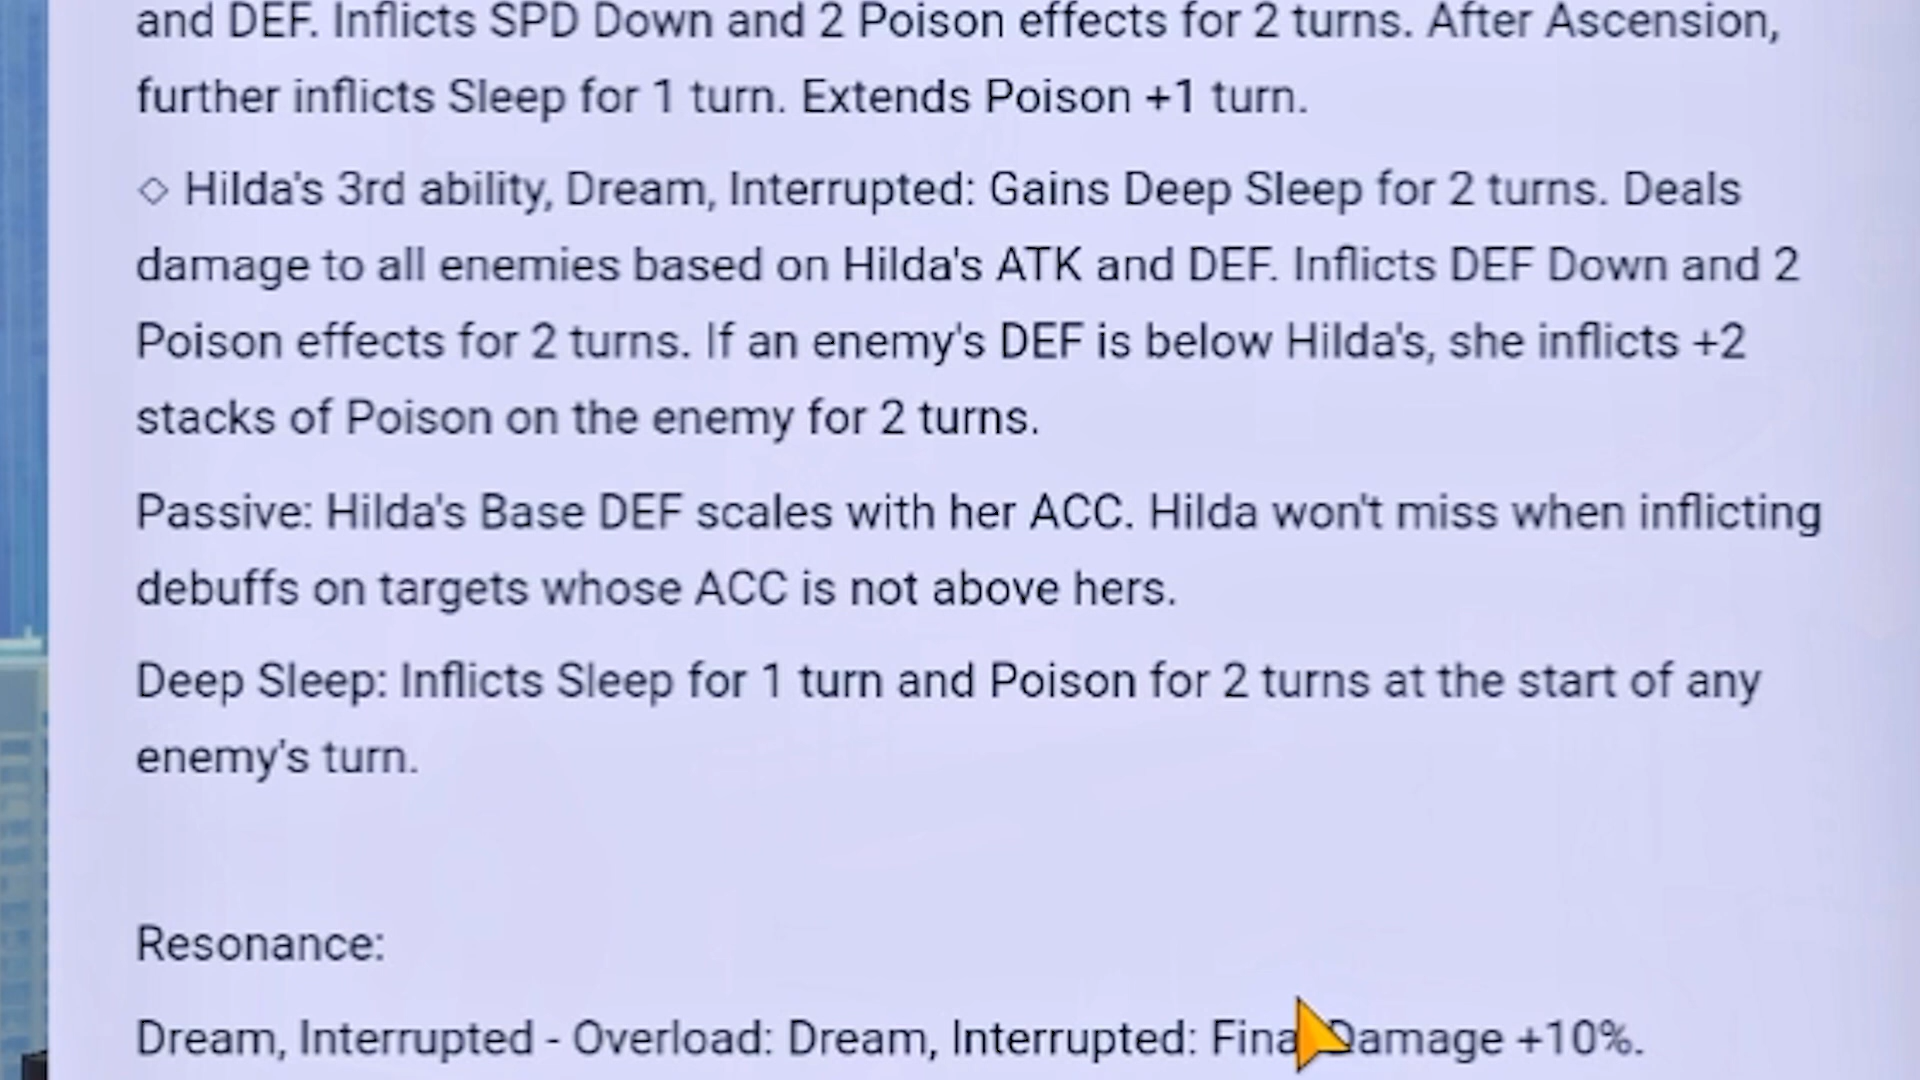 and DEF. Inflicts SPD Down and 2 Poison effects for 2 turns. After Ascension,
further inflicts Sleep for 1 turn. Extends Poison +1 turn.
◇ Hilda's 3rd ability, Dream, Interrupted: Gains Deep Sleep for 2 turns. Deals
damage to all enemies based on Hilda's ATK and DEF. Inflicts DEF Down and 2
Poison effects for 2 turns. If an enemy's DEF is below Hilda's, she inflicts +2
stacks of Poison on the enemy for 2 turns.
Passive: Hilda's Base DEF scales with her ACC. Hilda won't miss when inflicting
debuffs on targets whose ACC is not above hers.
Deep Sleep: Inflicts Sleep for 1 turn and Poison for 2 turns at the start of any
enemy's turn.
Resonance:
Dream, Interrupted - Overload: Dream, Interrupted: Final Damage +10%.